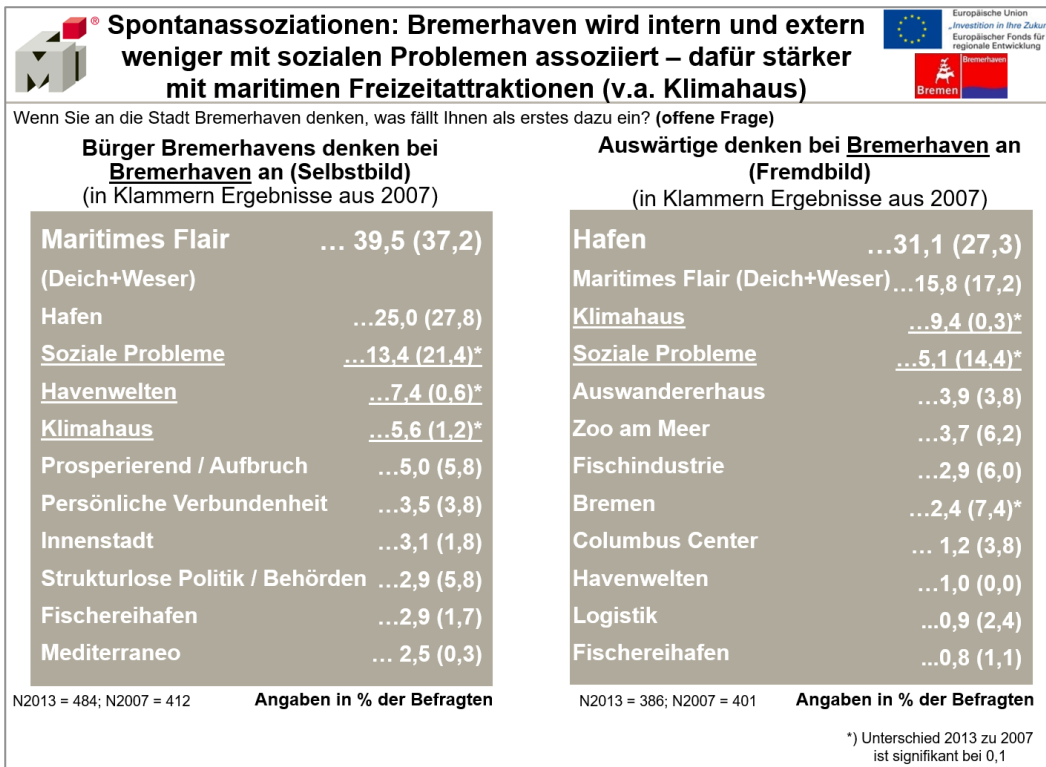 ®
Spontanassoziationen: Bremerhaven wird intern und extern
weniger mit sozialen Problemen assoziiert – dafür stärker
mit maritimen Freizeitattraktionen (v.a. Klimahaus)
Europäische Union
„Investition in Ihre Zukun
Europäischer Fonds für
regionale Entwicklung
Bremerhaven
Bremen
Wenn Sie an die Stadt Bremerhaven denken, was fällt Ihnen als erstes dazu ein? (offene Frage)
Bürger Bremerhavens denken bei
Bremerhaven an (Selbstbild)
(in Klammern Ergebnisse aus 2007)
Maritimes Flair … 39,5 (37,2)
(Deich+Weser)
Hafen …25,0 (27,8)
Soziale Probleme …13,4 (21,4)*
Havenwelten …7,4 (0,6)*
Klimahaus …5,6 (1,2)*
Prosperierend / Aufbruch …5,0 (5,8)
Persönliche Verbundenheit …3,5 (3,8)
Innenstadt …3,1 (1,8)
Strukturlose Politik / Behörden …2,9 (5,8)
Fischereihafen …2,9 (1,7)
Mediterraneo … 2,5 (0,3)
N2013 = 484; N2007 = 412 Angaben in % der Befragten
Auswärtige denken bei Bremerhaven an
(Fremdbild)
(in Klammern Ergebnisse aus 2007)
Hafen …31,1 (27,3)
Maritimes Flair (Deich+Weser) …15,8 (17,2)
Klimahaus …9,4 (0,3)*
Soziale Probleme …5,1 (14,4)*
Auswandererhaus …3,9 (3,8)
Zoo am Meer …3,7 (6,2)
Fischindustrie …2,9 (6,0)
Bremen …2,4 (7,4)*
Columbus Center … 1,2 (3,8)
Havenwelten …1,0 (0,0)
Logistik ...0,9 (2,4)
Fischereihafen ...0,8 (1,1)
N2013 = 386; N2007 = 401 Angaben in % der Befragten
*) Unterschied 2013 zu 2007
ist signifikant bei 0,1